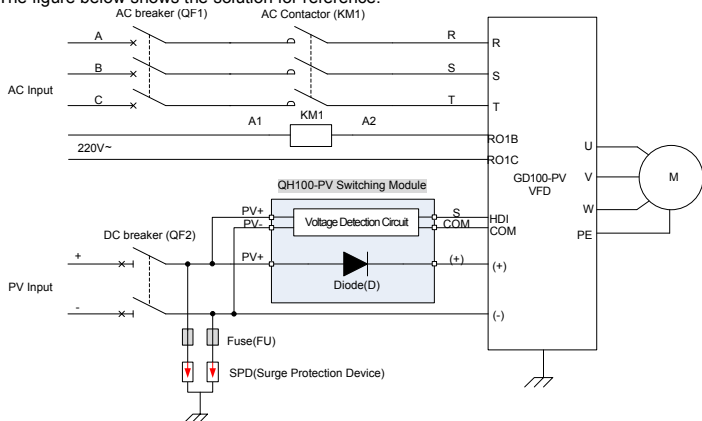 The figure below shows the solution for reference.
AC breaker (QF1) AC Contactor (KM1)
A R R
B S S
AC Input
C T T
A1 KM1 A2
RO1B
220V~
RO1C
U
GD100-PV
VFD
V
M
W
PE
QH100-PV Switching Module
PV+ Voltage Detection Circuit S HDI
PV- COM COM
DC breaker (QF2)
+ PV+ (+) (+)
Diode(D)
PV Input
- (-)
Fuse(FU)
SPD(Surge Protection Device)